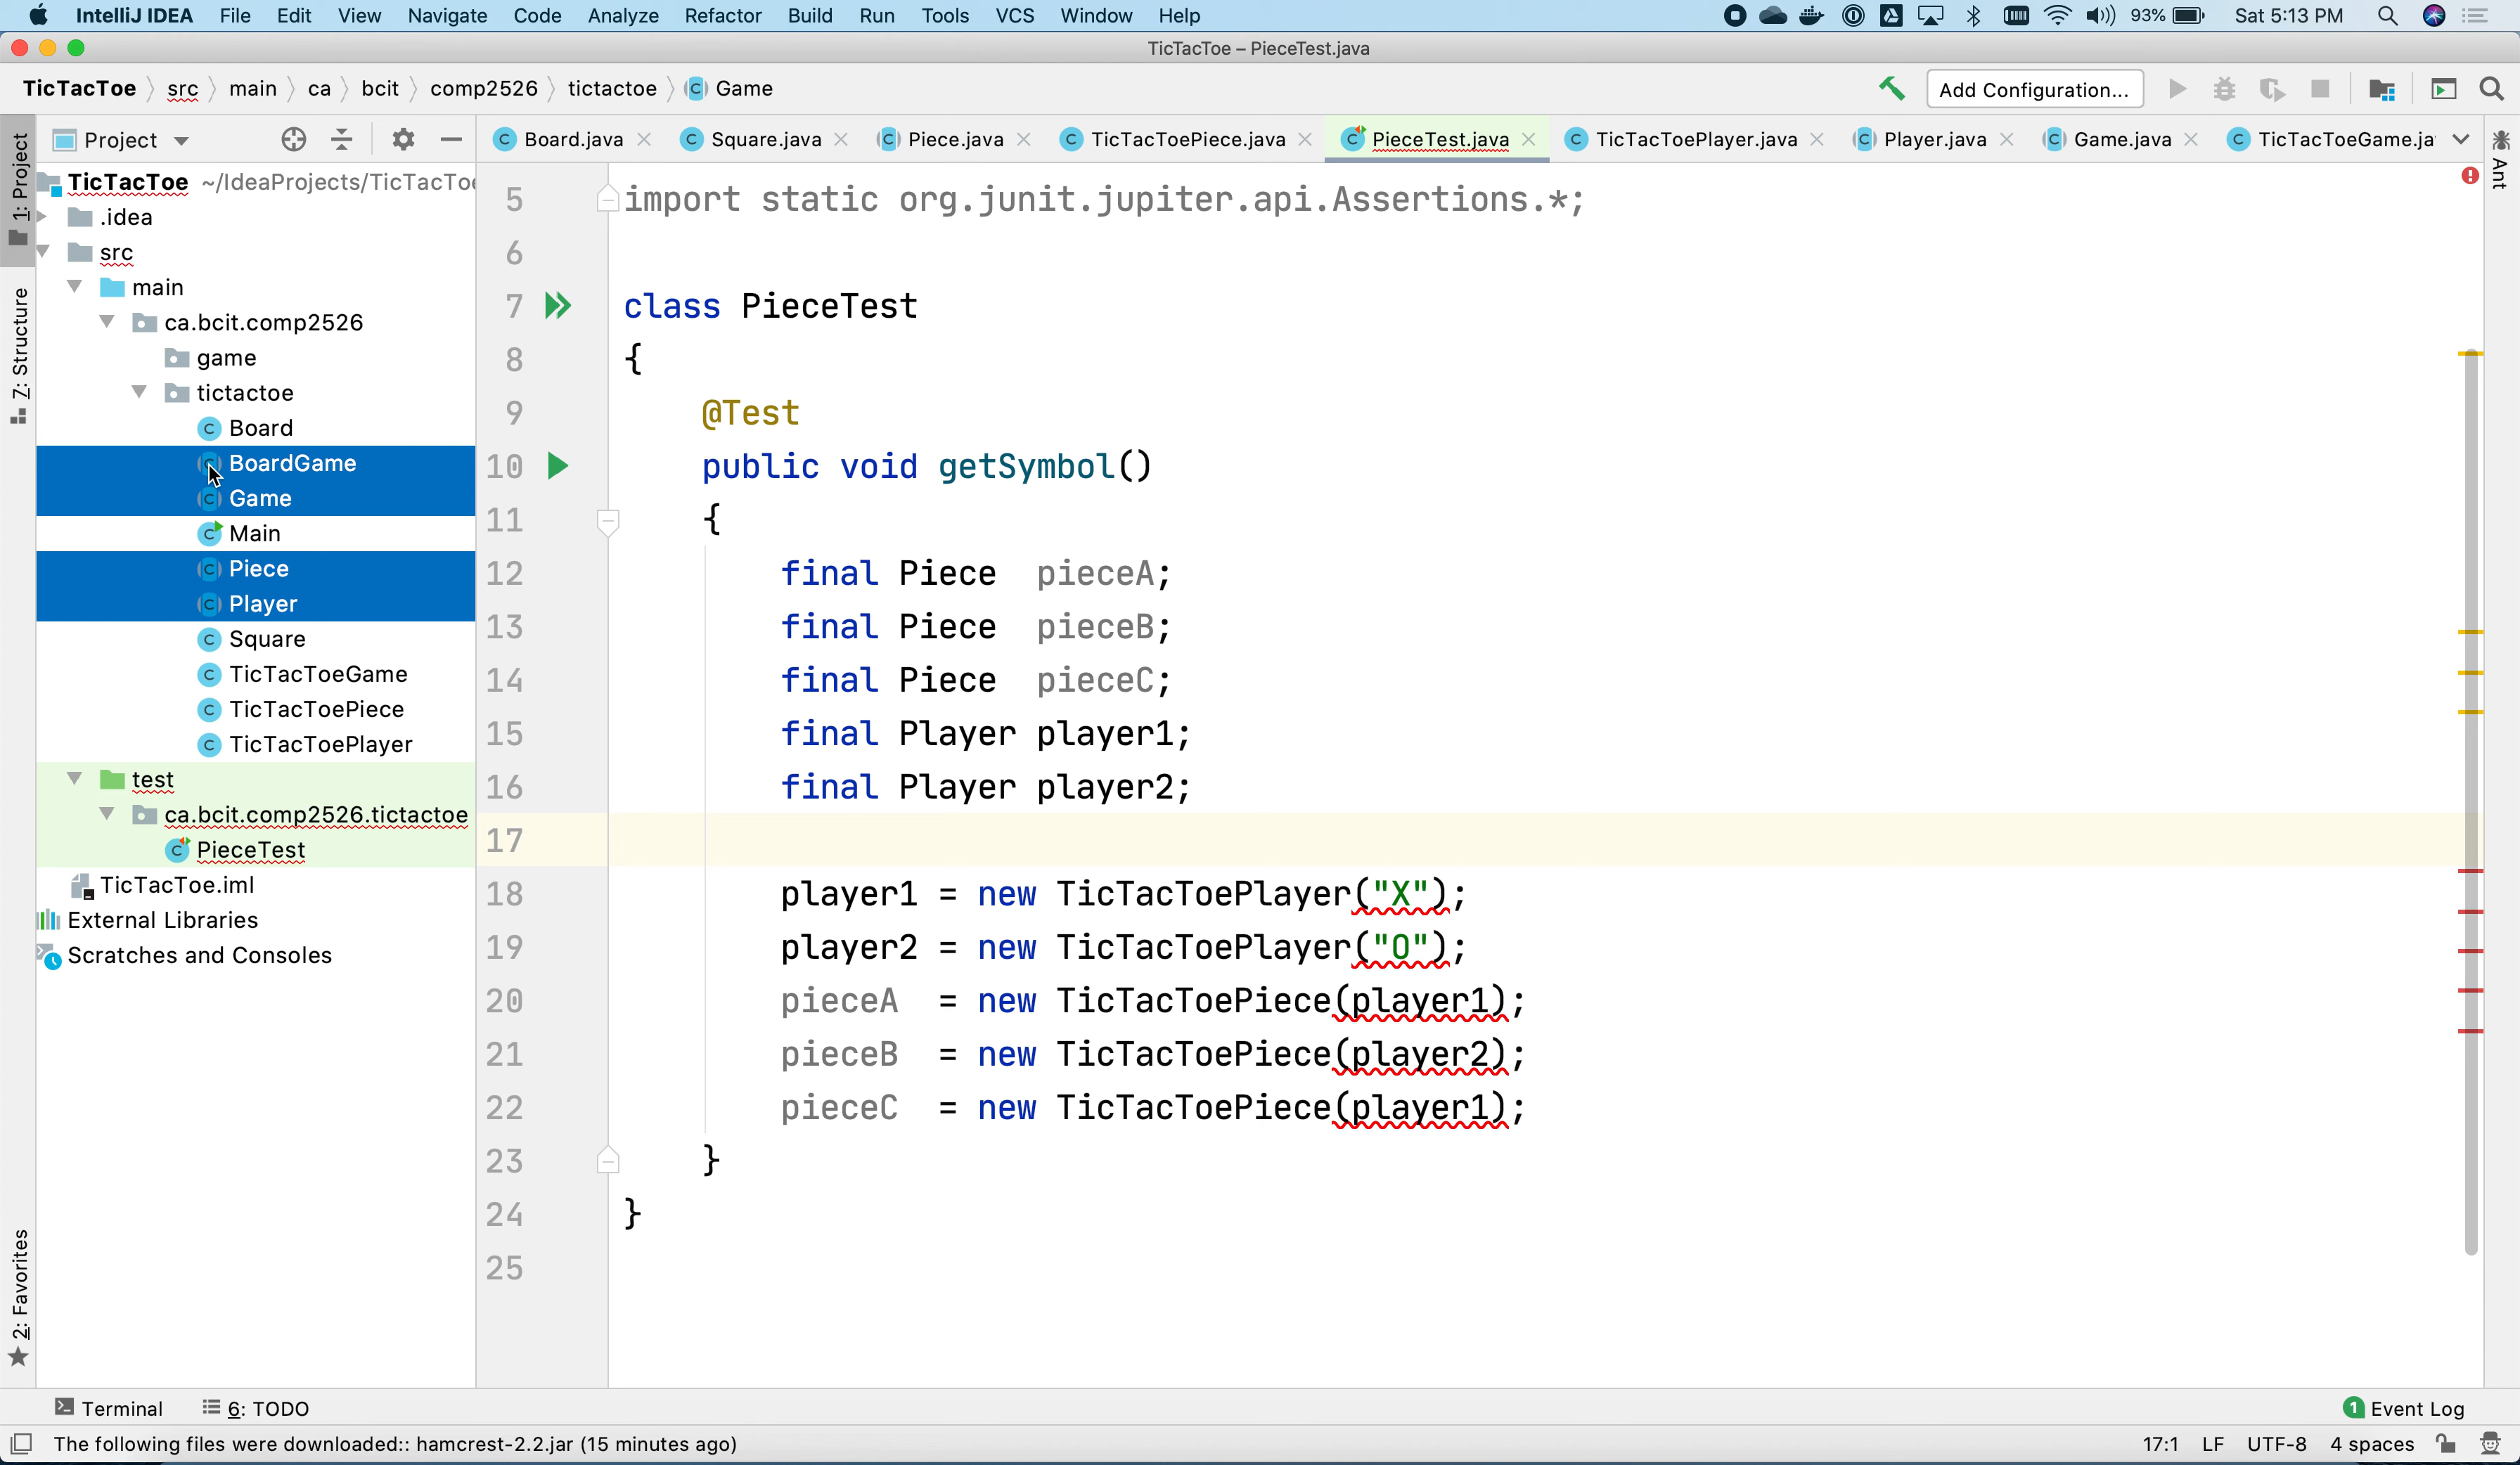 IntelliJ IDEA File Edit View Navigate Code Analyze Refactor Build Run Tools VCS Window Help 93% Sat 5:13 PM
TicTacToe – PieceTest.java
TicTacToe src main ca bcit comp2526 tictactoe Game Add Configuration...
Project Board.java Square.java Piece.java TicTacToePiece.java PieceTest.java TicTacToePlayer.java Player.java Game.java TicTacToeGame.ja
1: Project
7: Structure
2: Favorites
Ant
TicTacToe ~/IdeaProjects/TicTacToe
.idea
src
main
ca.bcit.comp2526
game
tictactoe
Board
BoardGame
Game
Main
Piece
Player
Square
TicTacToeGame
TicTacToePiece
TicTacToePlayer
test
ca.bcit.comp2526.tictactoe
PieceTest
TicTacToe.iml
External Libraries
Scratches and Consoles
5 import static org.junit.jupiter.api.Assertions.*;
6
7 class PieceTest
8 {
9 @Test
10 public void getSymbol()
11 {
12 final Piece pieceA;
13 final Piece pieceB;
14 final Piece pieceC;
15 final Player player1;
16 final Player player2;
17
18 player1 = new TicTacToePlayer("X");
19 player2 = new TicTacToePlayer("O");
20 pieceA = new TicTacToePiece(player1);
21 pieceB = new TicTacToePiece(player2);
22 pieceC = new TicTacToePiece(player1);
23 }
24 }
25
Terminal 6: TODO 1 Event Log
The following files were downloaded:: hamcrest-2.2.jar (15 minutes ago) 17:1 LF UTF-8 4 spaces